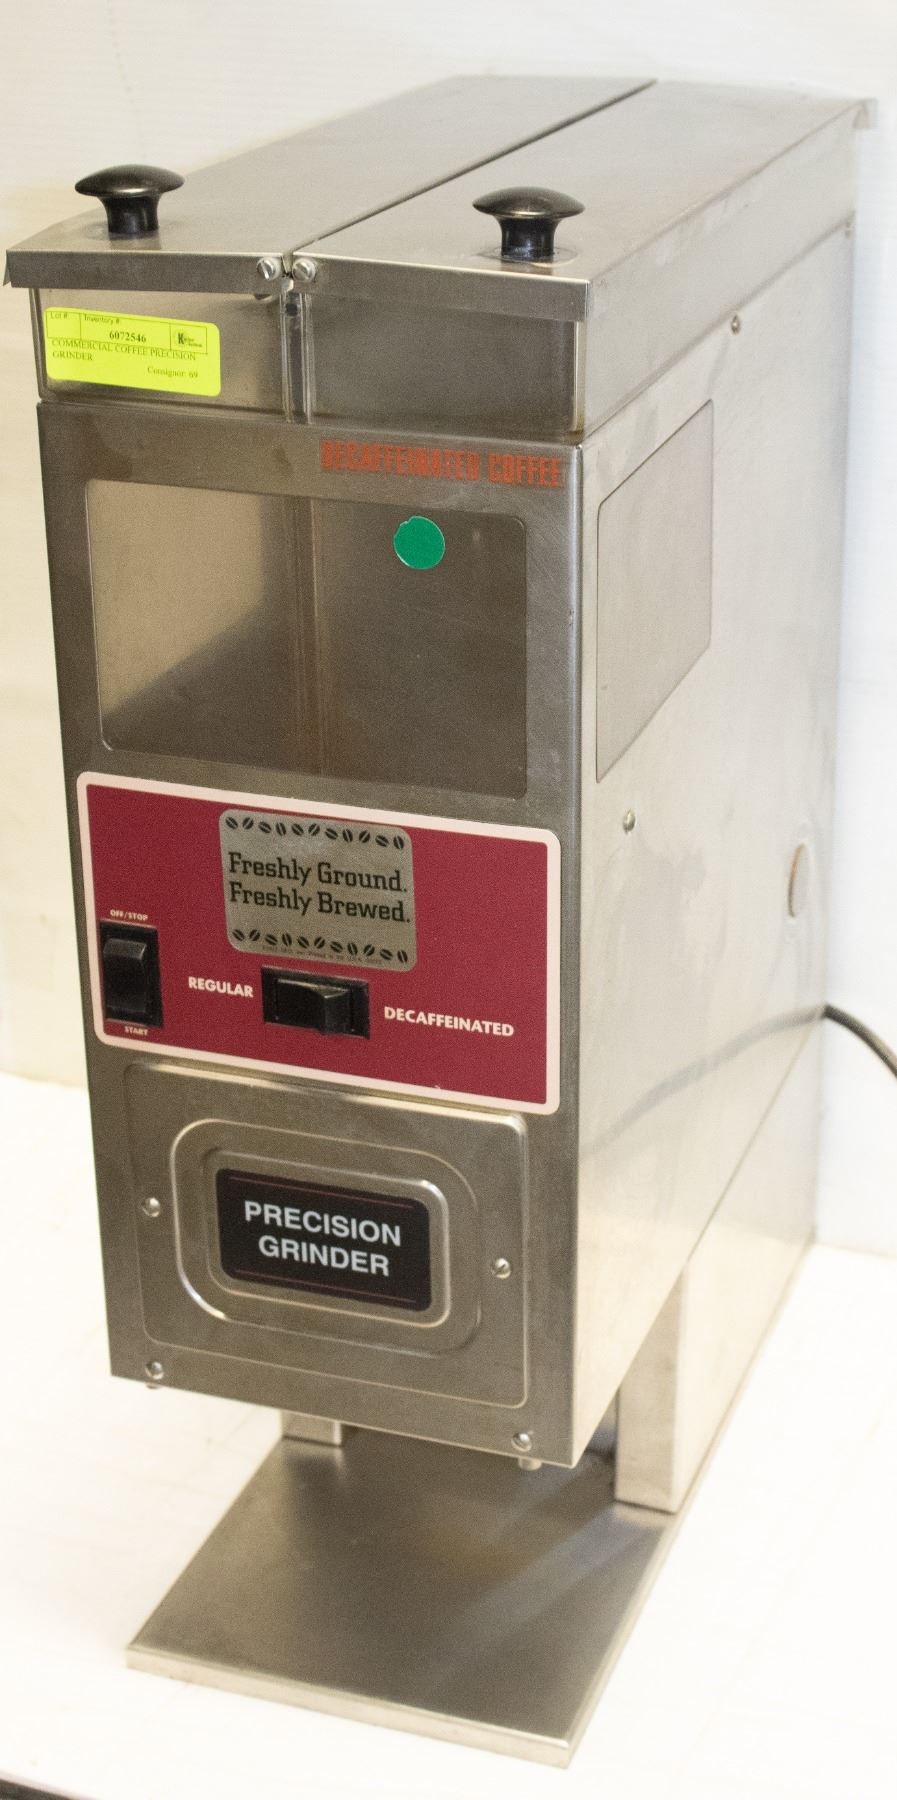 Lot #
Inventory #:
6072546
COMMERCIAL COFFEE PRECISION
GRINDER
Consignor: 69
DECAFFEINATED COFFEE
Freshly Ground.
Freshly Brewed.
OFF/STOP
START
REGULAR
DECAFFEINATED
PRECISION
GRINDER